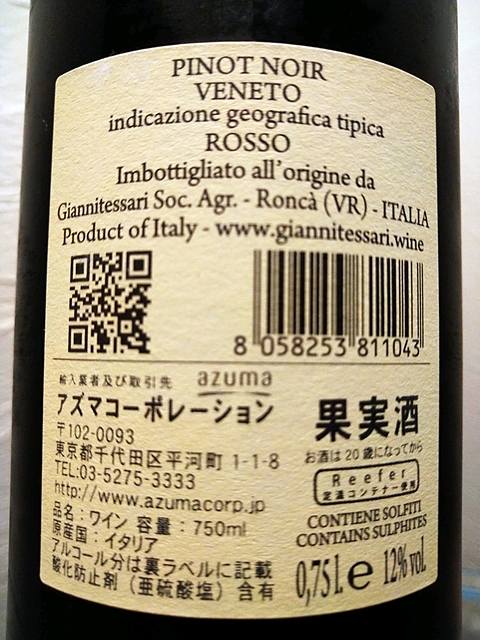 PINOT NOIR
VENETO
indicazione geografica tipica
ROSSO
Imbottigliato all'origine da
Giannitessari Soc. Agr. - Roncà (VR) - ITALIA
Product of Italy - www.giannitessari.wine
8 058253 811043
輸入業者及び取引先 azuma
アズマコーポレーション
〒102-0093
東京都千代田区平河町 1-1-8
TEL:03-5275-3333
http://www.azumacorp.jp
品名：ワイン 容量：750ml
原産国：イタリア
アルコール分は裏ラベルに記載
酸化防止剤（亜硫酸塩）含有
果実酒
お酒は20歳になってから
Reefer
定温コンテナー使用
CONTIENE SOLFITI
CONTAINS SULPHITES
0,75 l. e 12% vol.